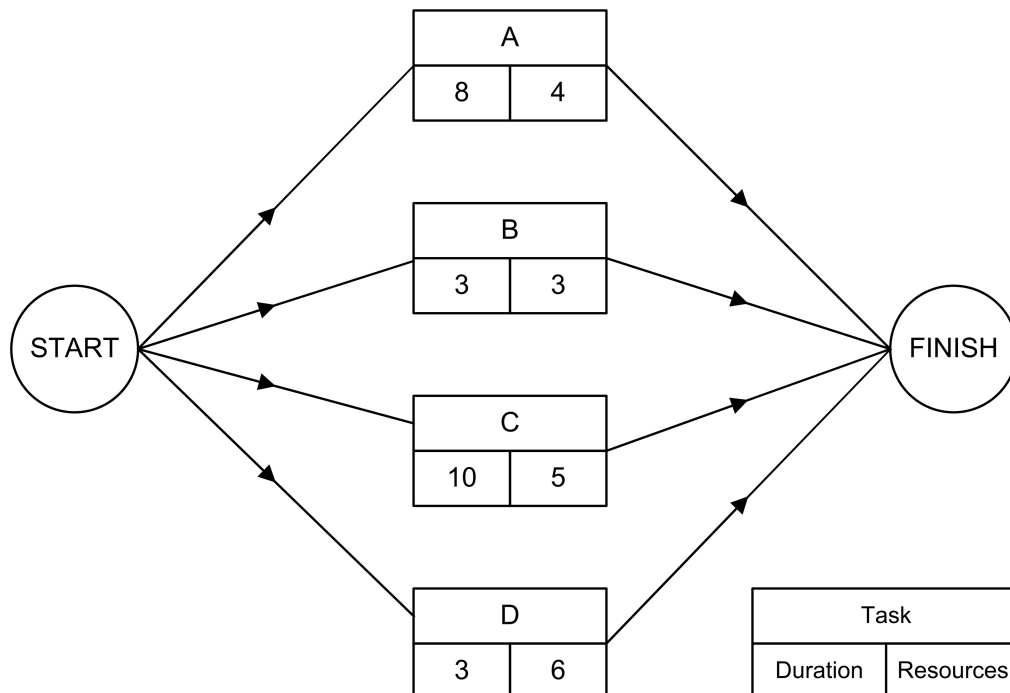 A
8 4
B
3 3
START
FINISH
C
10 5
D
3 6
Task
Duration Resources